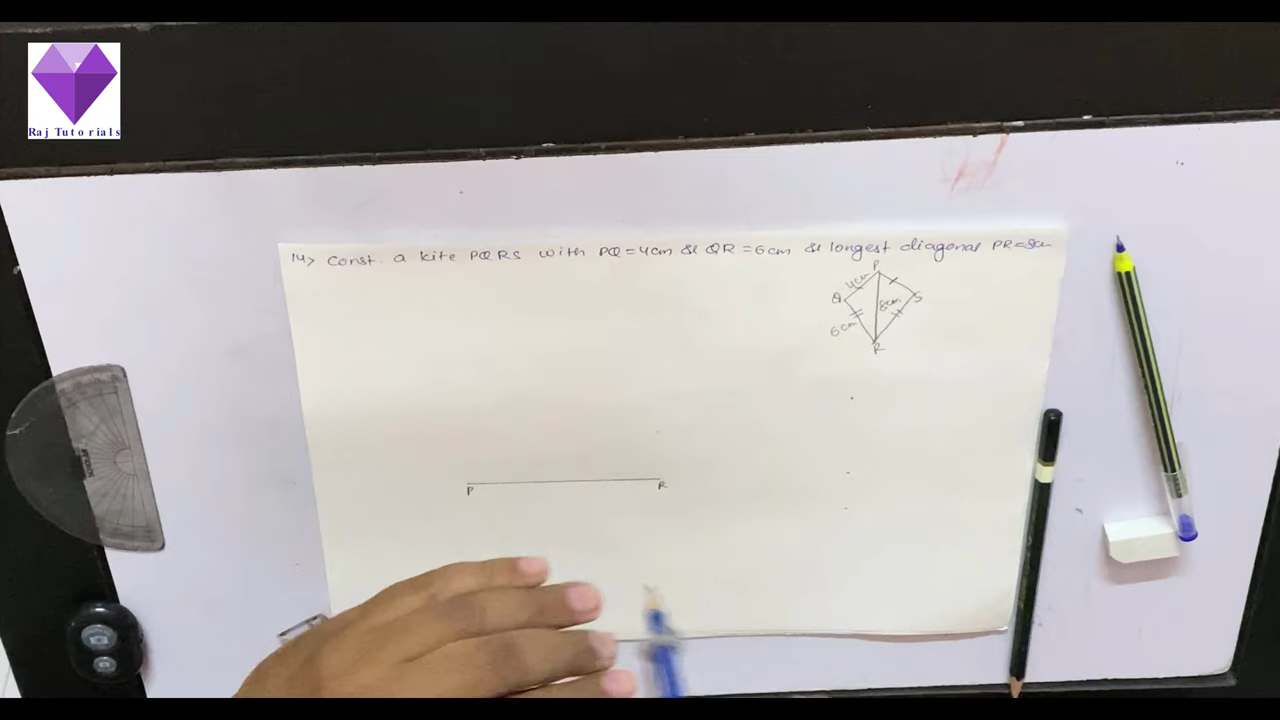 Raj Tutorials
14> Const. a kite PQRS with PQ = 4cm & QR = 6cm & longest diagonal PR = 8cm
P
4cm
Q
8cm
S
6cm
R
P
R